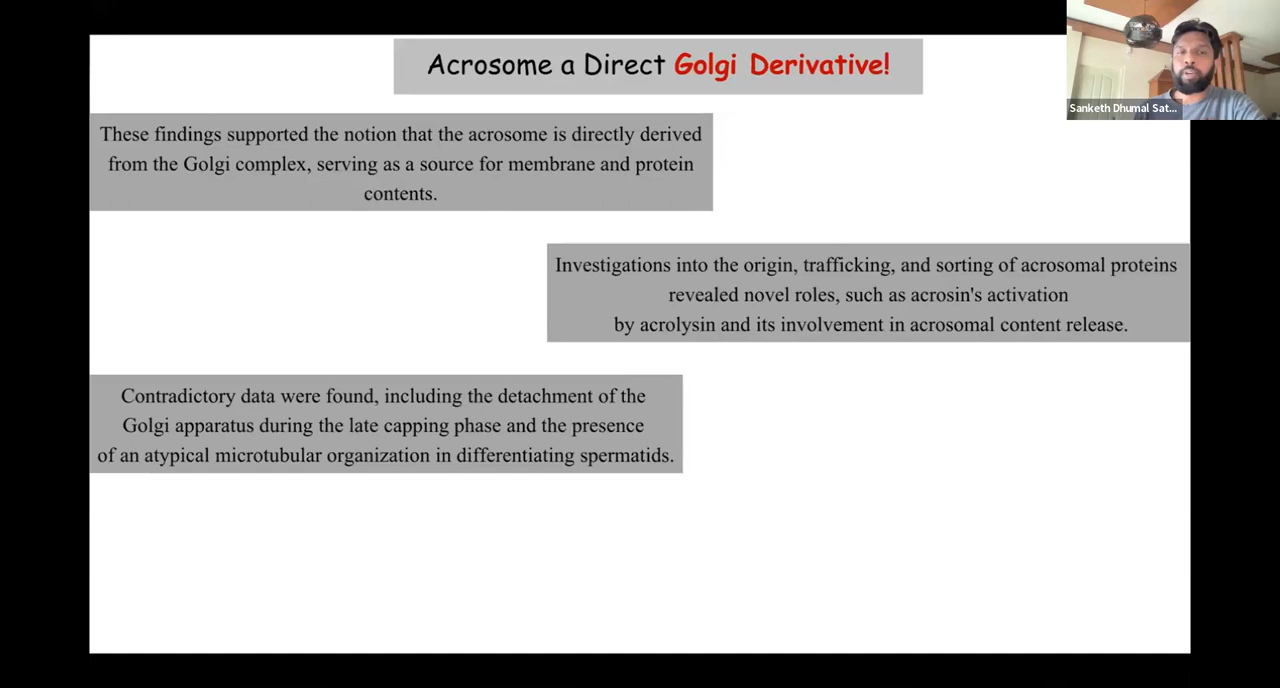 Acrosome a Direct Golgi Derivative!
Sanketh Dhumal Sat...
These findings supported the notion that the acrosome is directly derived
from the Golgi complex, serving as a source for membrane and protein
contents.
Investigations into the origin, trafficking, and sorting of acrosomal proteins
revealed novel roles, such as acrosin's activation
by acrolysin and its involvement in acrosomal content release.
Contradictory data were found, including the detachment of the
Golgi apparatus during the late capping phase and the presence
of an atypical microtubular organization in differentiating spermatids.